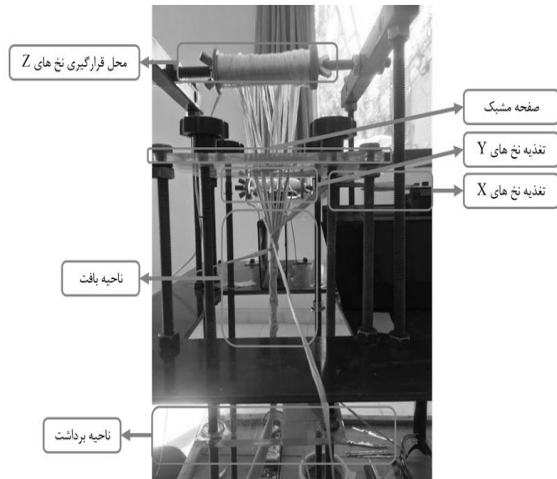 محل قرارگیری نخ های Z
صفحه مشبک
تغذیه نخ های Y
تغذیه نخ های X
ناحیه بافت
ناحیه برداشت